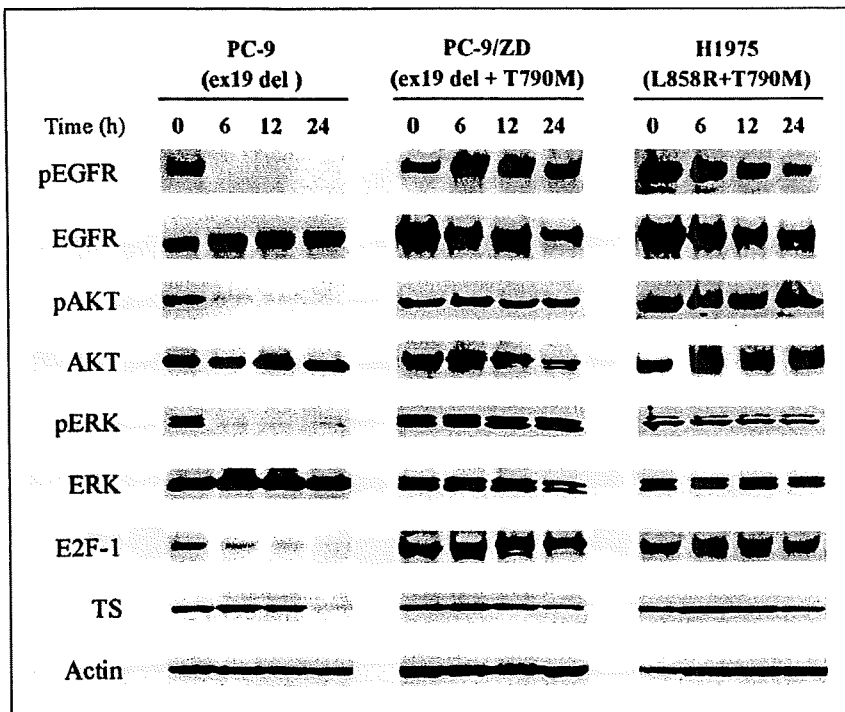 PC-9 PC-9/ZD H1975
(ex19 del ) (ex19 del + T790M) (L858R+T790M)
Time (h) 0 6 12 24 0 6 12 24 0 6 12 24
pEGFR
EGFR
pAKT
AKT
pERK
ERK
E2F-1
TS
Actin